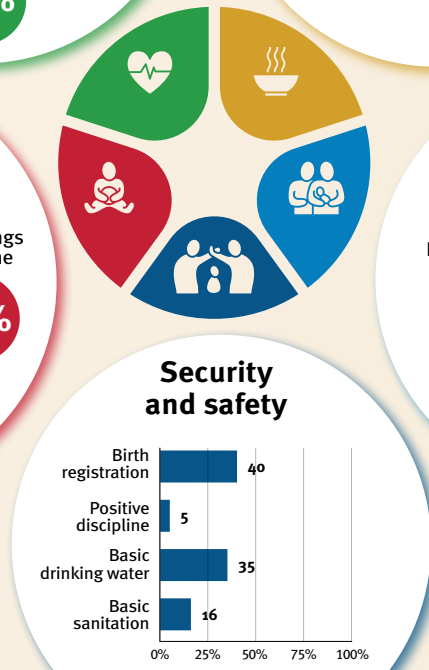 %
ngs
e
%
Security
and safety
Birth
registration
40
Positive
discipline
5
Basic
drinking water
35
Basic
sanitation
16
0% 25% 50% 75% 100%